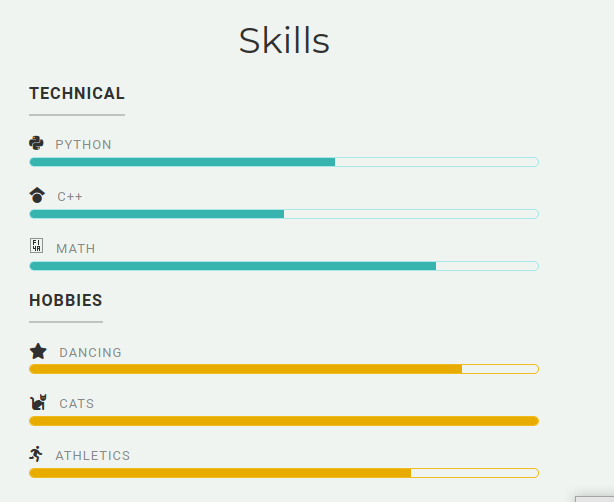 Skills
TECHNICAL
PYTHON
C++
MATH
HOBBIES
DANCING
CATS
ATHLETICS